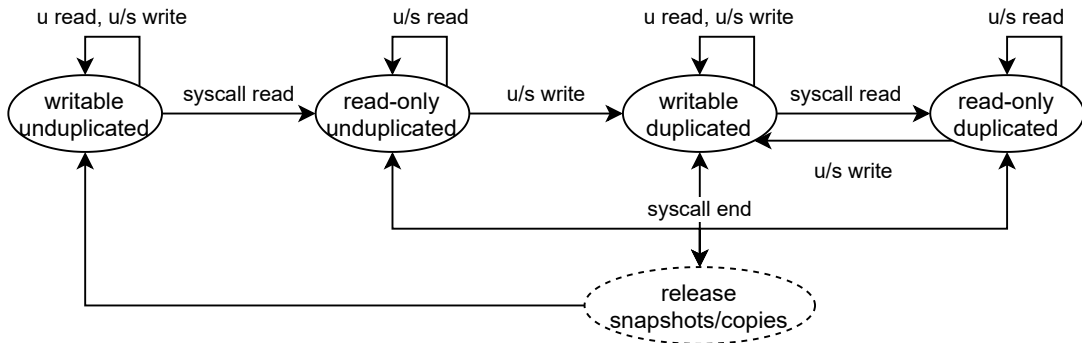 u read, u/s write
u/s read
u read, u/s write
u/s read
writable
unduplicated
syscall read
read-only
unduplicated
u/s write
writable
duplicated
syscall read
read-only
duplicated
u/s write
syscall end
release
snapshots/copies